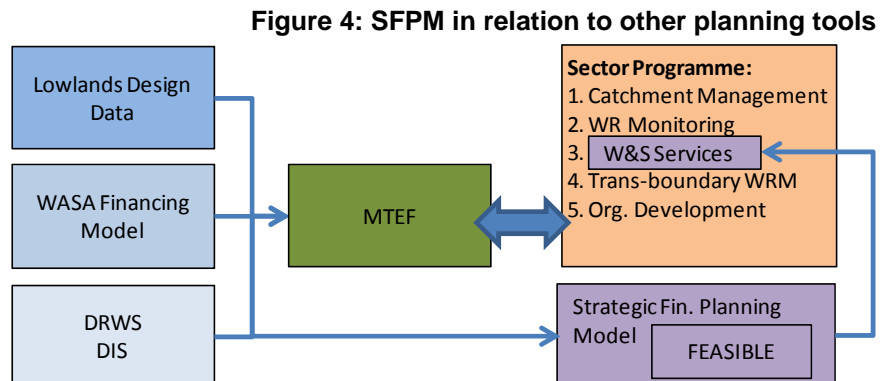 Figure 4: SFPM in relation to other planning tools
Lowlands Design
Data
WASA Financing
Model
DRWS
DIS
MTEF
Sector Programme:
1. Catchment Management
2. WR Monitoring
3. W&S Services
4. Trans-boundary WRM
5. Org. Development
Strategic Fin. Planning
Model
FEASIBLE